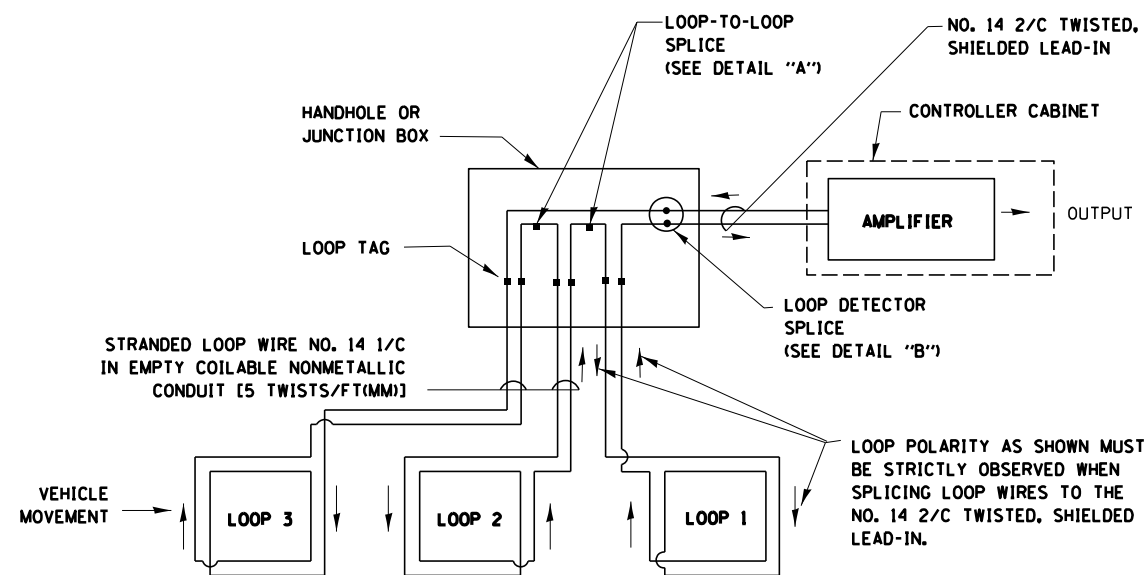 LOOP-TO-LOOP
SPLICE
(SEE DETAIL "A")
NO. 14 2/C TWISTED,
SHIELDED LEAD-IN
HANDHOLE OR
JUNCTION BOX
CONTROLLER CABINET
AMPLIFIER
OUTPUT
LOOP TAG
LOOP DETECTOR
SPLICE
(SEE DETAIL "B")
STRANDED LOOP WIRE NO. 14 1/C
IN EMPTY COILABLE NONMETALLIC
CONDUIT [5 TWISTS/FT(MM)]
LOOP POLARITY AS SHOWN MUST
BE STRICTLY OBSERVED WHEN
SPLICING LOOP WIRES TO THE
NO. 14 2/C TWISTED, SHIELDED
LEAD-IN.
VEHICLE
MOVEMENT
LOOP 3
LOOP 2
LOOP 1